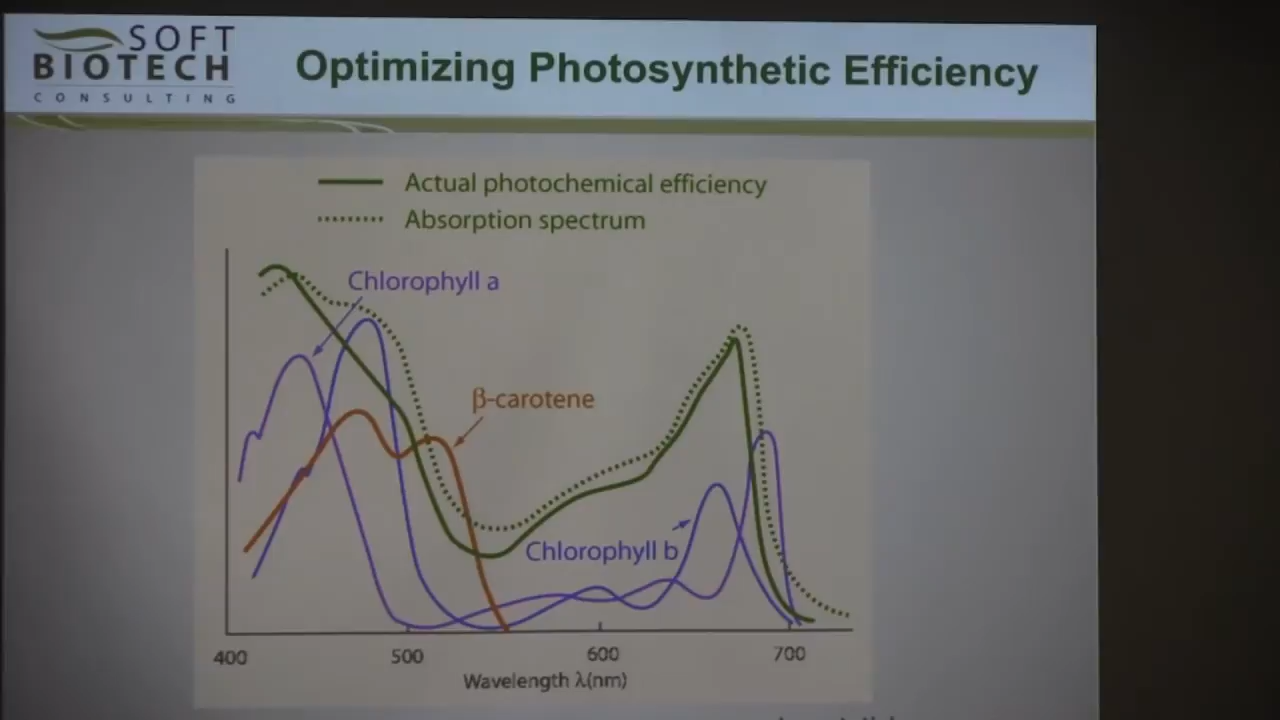 SOFT
BIOTECH
CONSULTING
Optimizing Photosynthetic Efficiency
Actual photochemical efficiency
Absorption spectrum
Chlorophyll a
β-carotene
Chlorophyll b
400 500 600 700
Wavelength λ(nm)